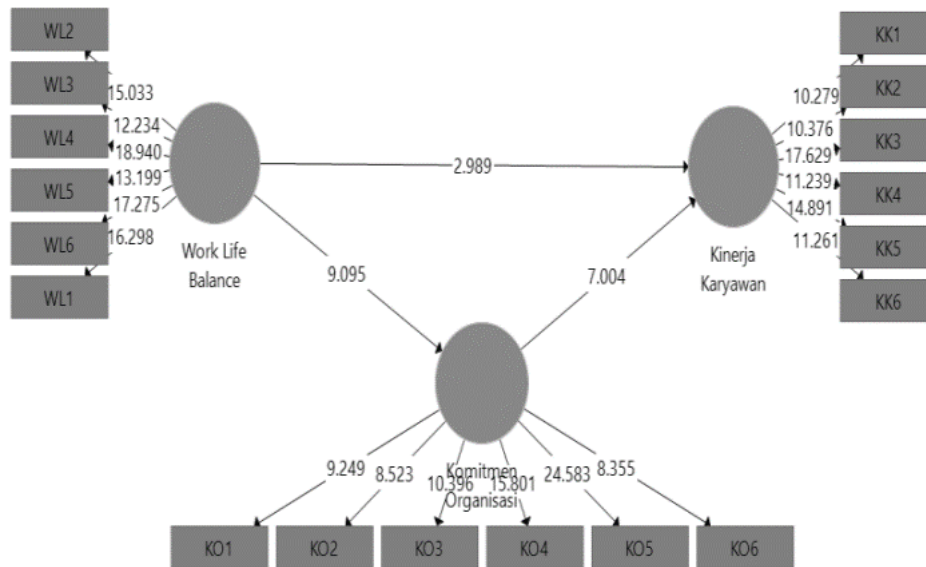 WL2
WL3
WL4
WL5
WL6
WL1
15.033
12.234
18.940
13.199
17.275
16.298
Work Life
Balance
2.989
9.095
7.004
Kinerja
Karyawan
10.279
10.376
17.629
11.239
14.891
11.261
KK1
KK2
KK3
KK4
KK5
KK6
Komitmen
Organisasi
9.249
8.523
10.396
15.801
24.583
8.355
KO1
KO2
KO3
KO4
KO5
KO6